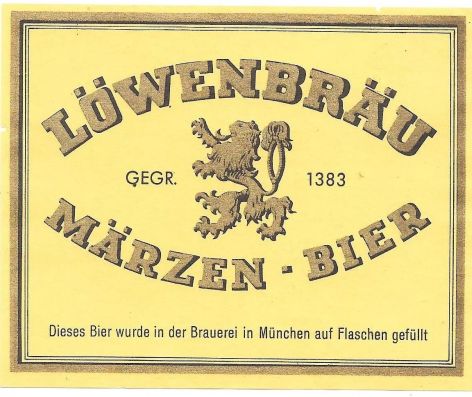 LÖWENBRÄU
GEGR. 1383
MÄRZEN - BIER
Dieses Bier wurde in der Brauerei in München auf Flaschen gefüllt